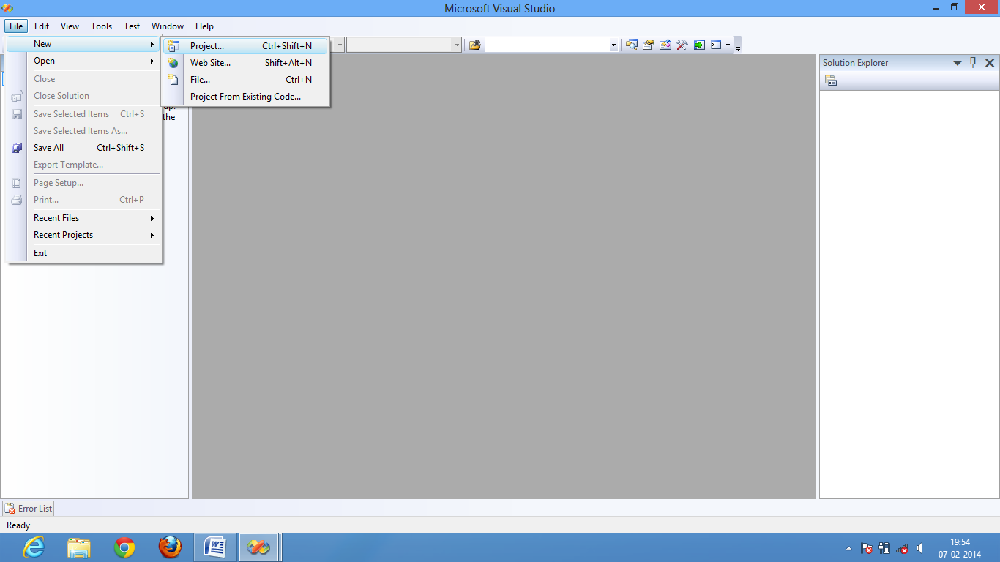 Microsoft Visual Studio
File Edit View Tools Test Window Help
New
Open
Close
Close Solution
Save Selected Items Ctrl+S
Save Selected Items As...
Save All Ctrl+Shift+S
Export Template...
Page Setup...
Print... Ctrl+P
Recent Files
Recent Projects
Exit
Project... Ctrl+Shift+N
Web Site... Shift+Alt+N
File... Ctrl+N
Project From Existing Code...
the
Solution Explorer
Error List
Ready
19:54
07-02-2014